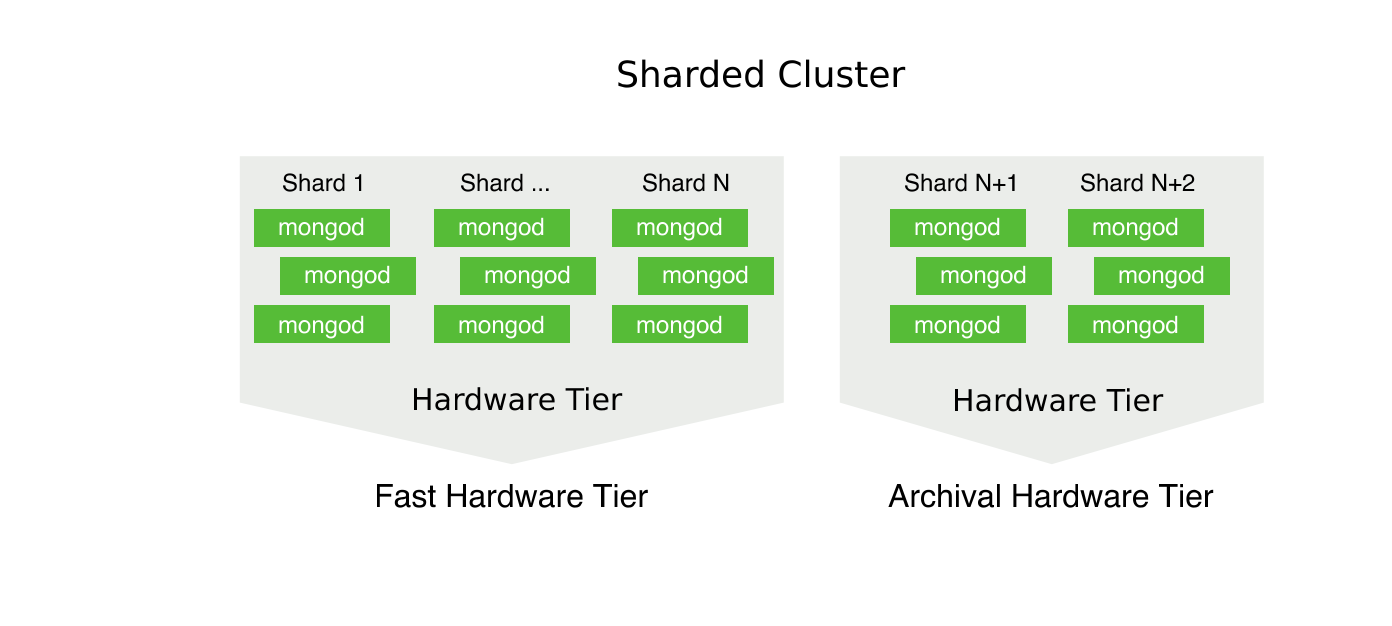 Sharded Cluster
Shard 1 Shard ... Shard N
mongod mongod mongod
mongod mongod mongod
mongod mongod mongod
Hardware Tier
Fast Hardware Tier
Shard N+1 Shard N+2
mongod mongod
mongod mongod
mongod mongod
Hardware Tier
Archival Hardware Tier